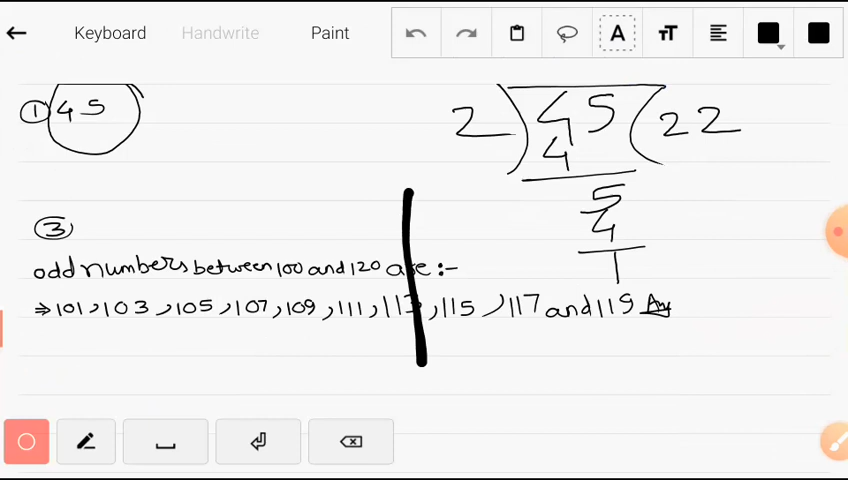 Keyboard Handwrite Paint A TT
① 45
2) 45 ( 22
4
5
4
1
③
odd numbers between 100 and 120 are :-
⇒ 101, 103, 105, 107, 109, 111, 113, 115, 117 and 119 Ans